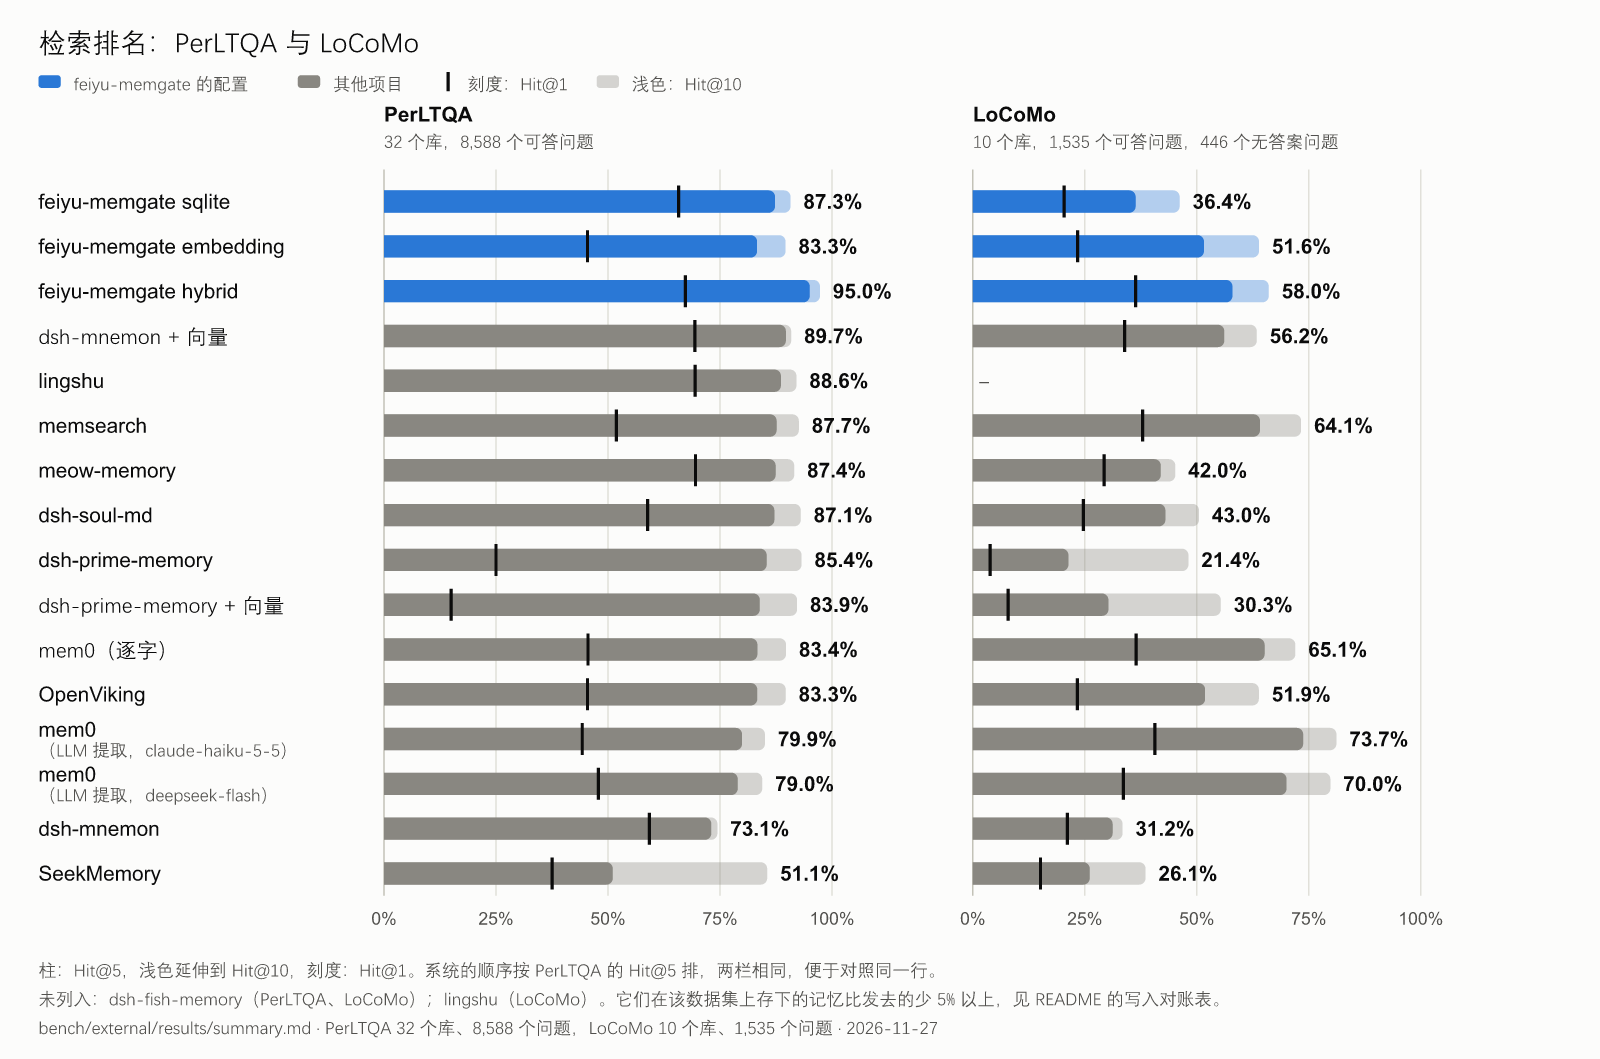 检索排名：PerLTQA 与 LoCoMo
feiyu-memgate 的配置 其他项目 刻度：Hit@1 浅色：Hit@10
PerLTQA LoCoMo
32 个库，8,588 个可答问题 10 个库，1,535 个可答问题，446 个无答案问题
feiyu-memgate sqlite 87.3% 36.4%
feiyu-memgate embedding 83.3% 51.6%
feiyu-memgate hybrid 95.0% 58.0%
dsh-mnemon + 向量 89.7% 56.2%
lingshu 88.6% –
memsearch 87.7% 64.1%
meow-memory 87.4% 42.0%
dsh-soul-md 87.1% 43.0%
dsh-prime-memory 85.4% 21.4%
dsh-prime-memory + 向量 83.9% 30.3%
mem0（逐字） 83.4% 65.1%
OpenViking 83.3% 51.9%
mem0
（LLM 提取，claude-haiku-5-5） 79.9% 73.7%
mem0
（LLM 提取，deepseek-flash） 79.0% 70.0%
dsh-mnemon 73.1% 31.2%
SeekMemory 51.1% 26.1%
0% 25% 50% 75% 100% 0% 25% 50% 75% 100%
柱：Hit@5，浅色延伸到 Hit@10，刻度：Hit@1。系统的顺序按 PerLTQA 的 Hit@5 排，两栏相同，便于对照同一行。
未列入：dsh-fish-memory（PerLTQA、LoCoMo）；lingshu（LoCoMo）。它们在该数据集上存下的记忆比发去的少 5% 以上，见 README 的写入对账表。
bench/external/results/summary.md · PerLTQA 32 个库、8,588 个问题，LoCoMo 10 个库、1,535 个问题 · 2026-11-27